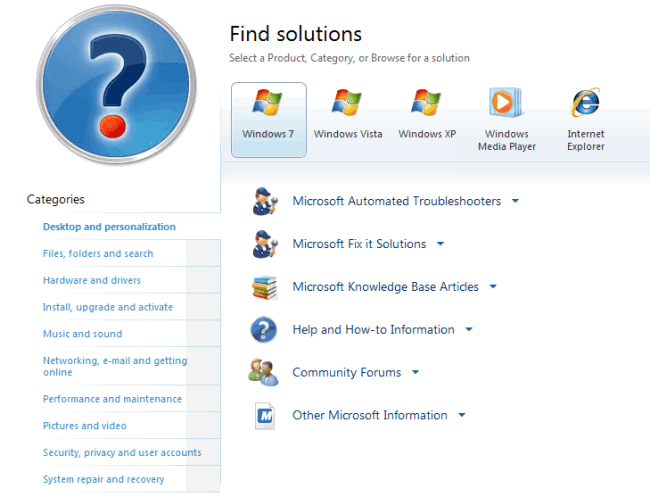 Find solutions
Select a Product, Category, or Browse for a solution
Windows 7
Windows Vista
Windows XP
Windows
Media Player
Internet
Explorer
Categories
Desktop and personalization
Files, folders and search
Hardware and drivers
Install, upgrade and activate
Music and sound
Networking, e-mail and getting
online
Performance and maintenance
Pictures and video
Security, privacy and user accounts
System repair and recovery
Microsoft Automated Troubleshooters
Microsoft Fix it Solutions
Microsoft Knowledge Base Articles
Help and How-to Information
Community Forums
Other Microsoft Information